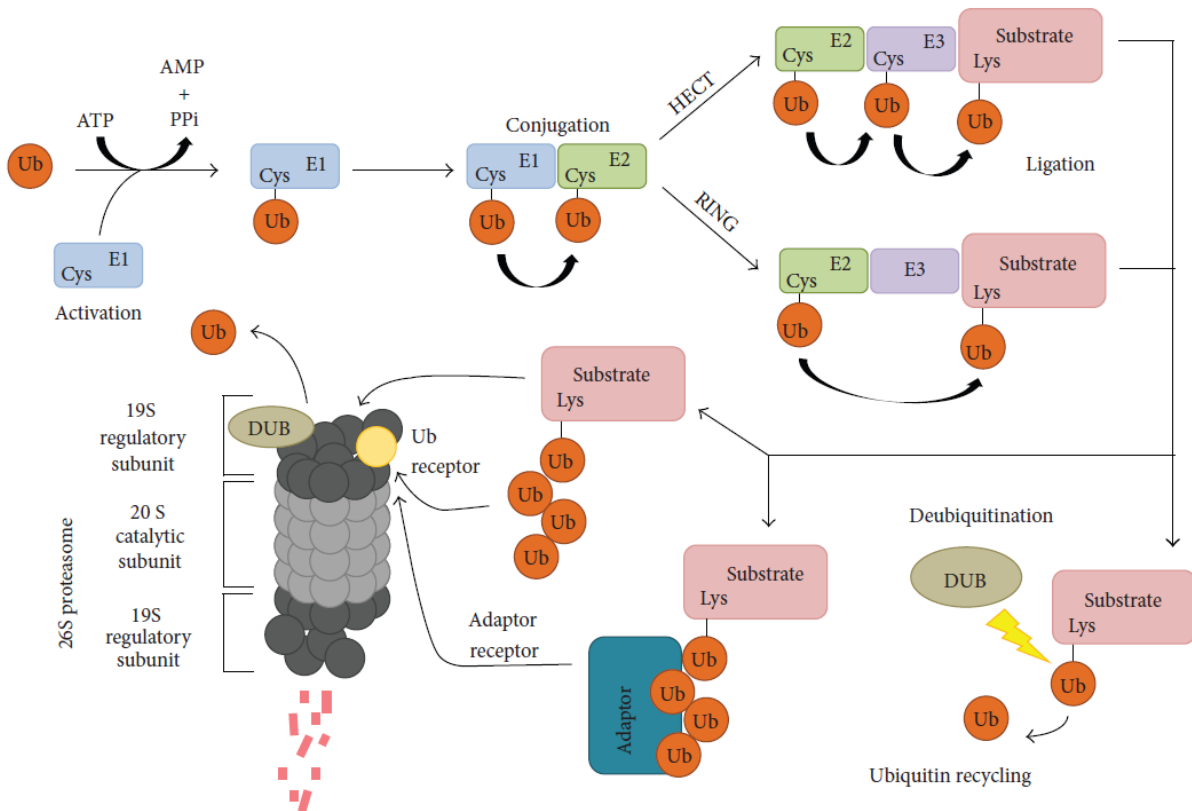 AMP
+
PPi
ATP
Ub
E1
Cys
Ub
E1
Cys
Activation
Conjugation
E1
Cys
E2
Cys
Ub
Ub
HECT
RING
E2
Cys
E3
Cys
Substrate
Lys
Ub
Ub
Ub
Ligation
E2
Cys
E3
Substrate
Lys
Ub
Ub
Ub
DUB
19S
regulatory
subunit
20 S
catalytic
subunit
19S
regulatory
subunit
26S proteasome
Ub
receptor
Substrate
Lys
Ub
Ub
Ub
Ub
Adaptor
receptor
Substrate
Lys
Adaptor
Ub
Ub
Ub
Ub
Deubiquitination
DUB
Substrate
Lys
Ub
Ub
Ubiquitin recycling